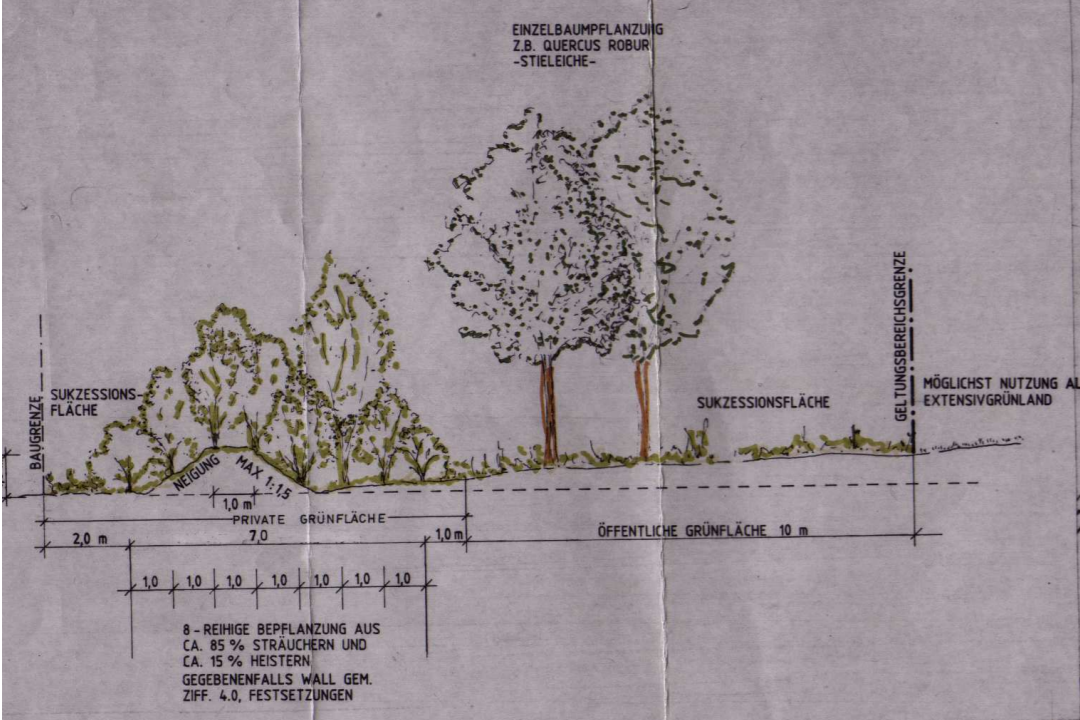 EINZELBAUMPFLANZUNG
Z.B. QUERCUS ROBUR
-STIELEICHE-
BAUGRENZE
SUKZESSIONS-
FLÄCHE
NEIGUNG MAX 1:1,5
1,0 m
SUKZESSIONSFLÄCHE
GELTUNGSBEREICHSGRENZE
MÖGLICHST NUTZUNG AL
EXTENSIVGRÜNLAND
PRIVATE GRÜNFLÄCHE
2,0 m
7,0
1,0 m
ÖFFENTLICHE GRÜNFLÄCHE 10 m
1,0 1,0 1,0 1,0 1,0 1,0 1,0
8 - REIHIGE BEPFLANZUNG AUS
CA. 85 % STRÄUCHERN UND
CA. 15 % HEISTERN
GEGEBENENFALLS WALL GEM.
ZIFF. 4.0, FESTSETZUNGEN